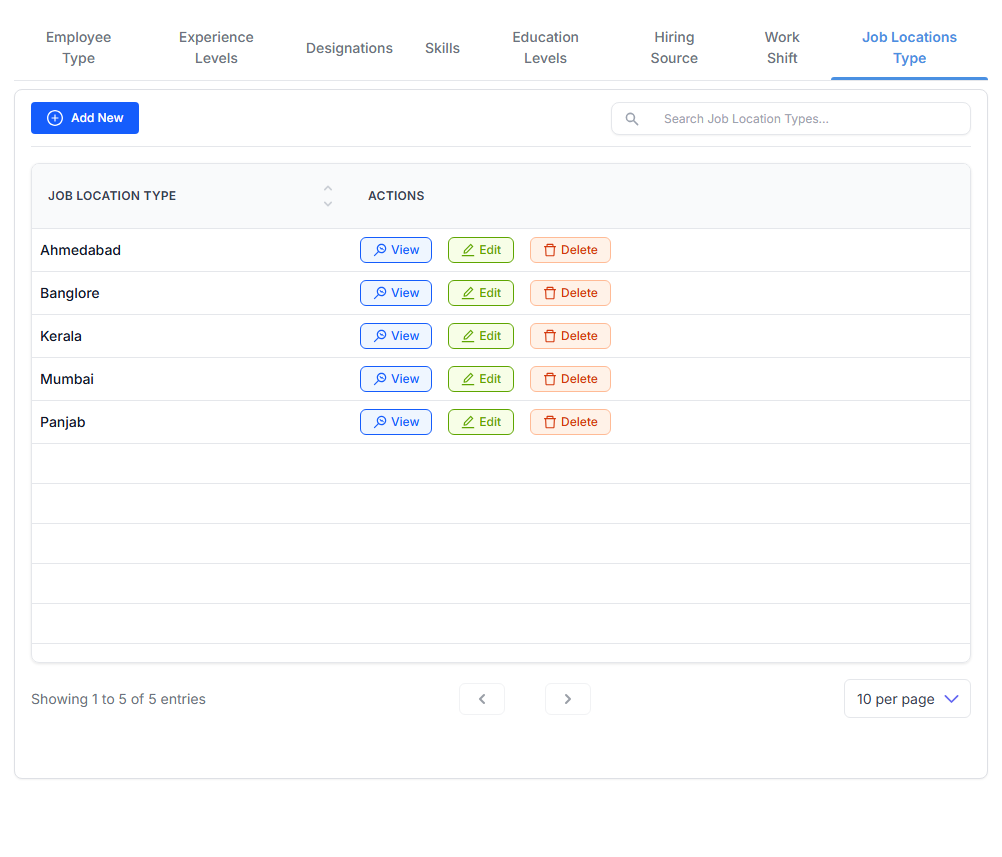 Employee Type
Experience Levels
Designations
Skills
Education Levels
Hiring Source
Work Shift
Job Locations Type
Add New
Search Job Location Types...
JOB LOCATION TYPE
ACTIONS
Ahmedabad View Edit Delete
Banglore View Edit Delete
Kerala View Edit Delete
Mumbai View Edit Delete
Panjab View Edit Delete
Showing 1 to 5 of 5 entries
10 per page